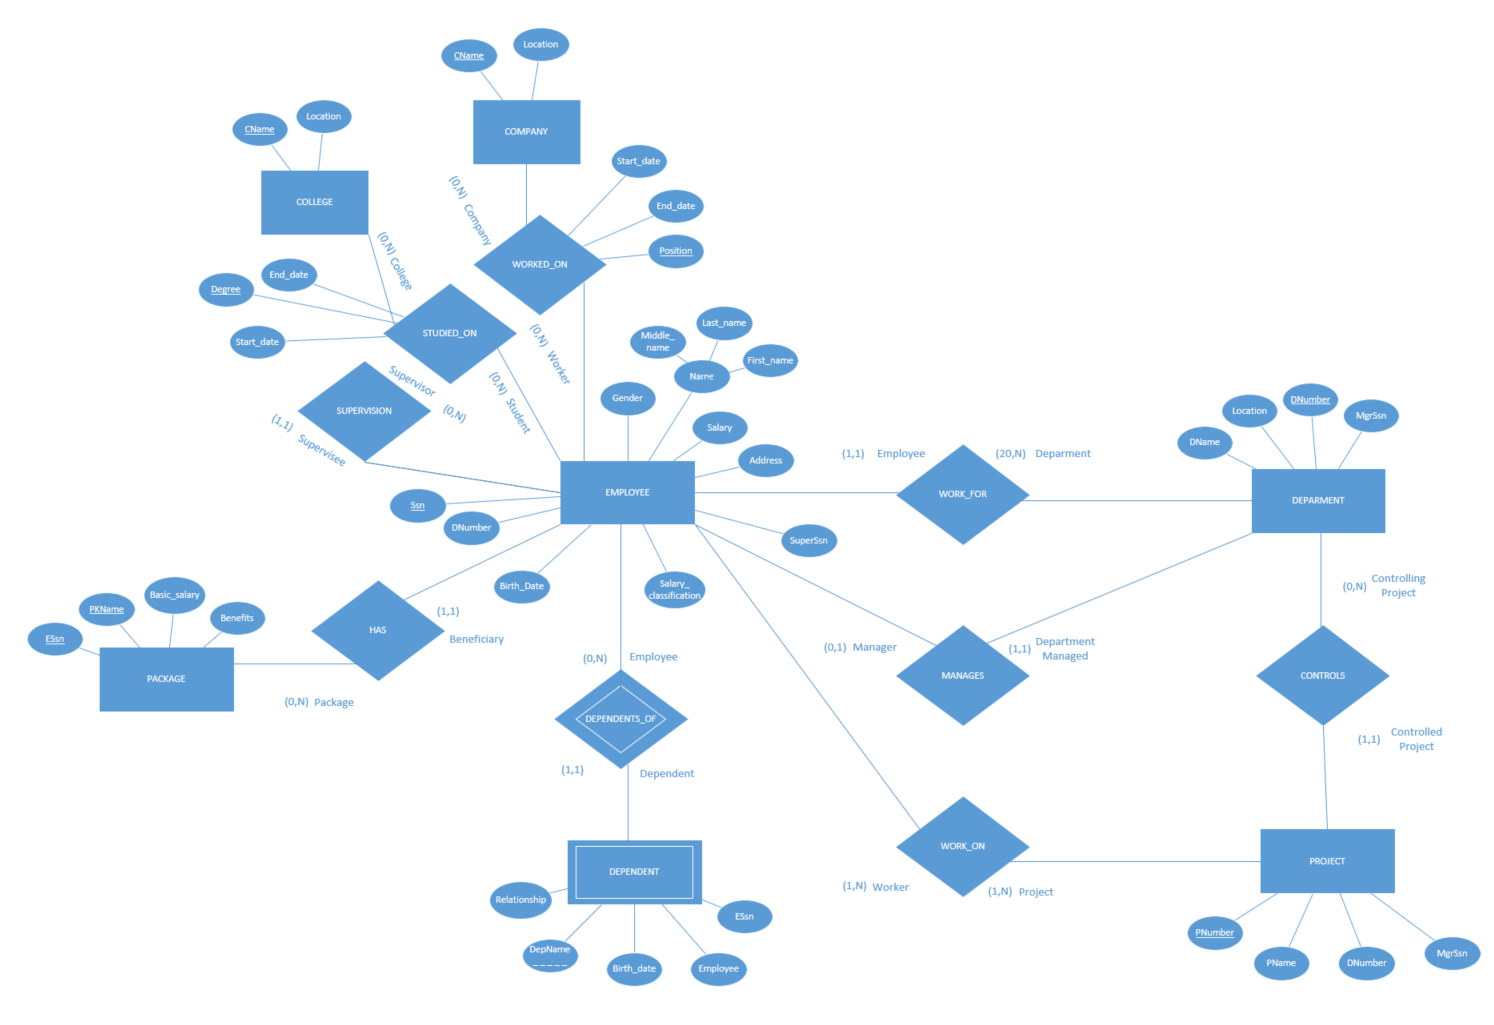 CName
Location
COMPANY
CName
Location
COLLEGE
Start_date
End_date
Position
(0,N) Company
WORKED_ON
(0,N) College
End_date
Degree
Start_date
STUDIED_ON
(0,N) Worker
Last_name
Middle_
name
First_name
Name
Supervisor
(0,N)
SUPERVISION
(1,1) Supervisee
(0,N) Student
Gender
Salary
Address
EMPLOYEE
Ssn
DNumber
Birth_Date
Salary_
classification
SuperSsn
(1,1) Employee
(20,N) Deparment
WORK_FOR
DName
Location
DNumber
MgrSsn
DEPARMENT
ESsn
PKName
Basic_salary
Benefits
PACKAGE
HAS
(1,1)
Beneficiary
(0,N) Package
(0,N) Employee
DEPENDENTS_OF
(1,1) Dependent
(0,1) Manager
(1,1) Department
Managed
MANAGES
(0,N) Controlling
Project
CONTROLS
(1,1) Controlled
Project
DEPENDENT
Relationship
DepName
_ _ _ _ _
Birth_date
Employee
ESsn
WORK_ON
(1,N) Worker
(1,N) Project
PROJECT
PNumber
PName
DNumber
MgrSsn